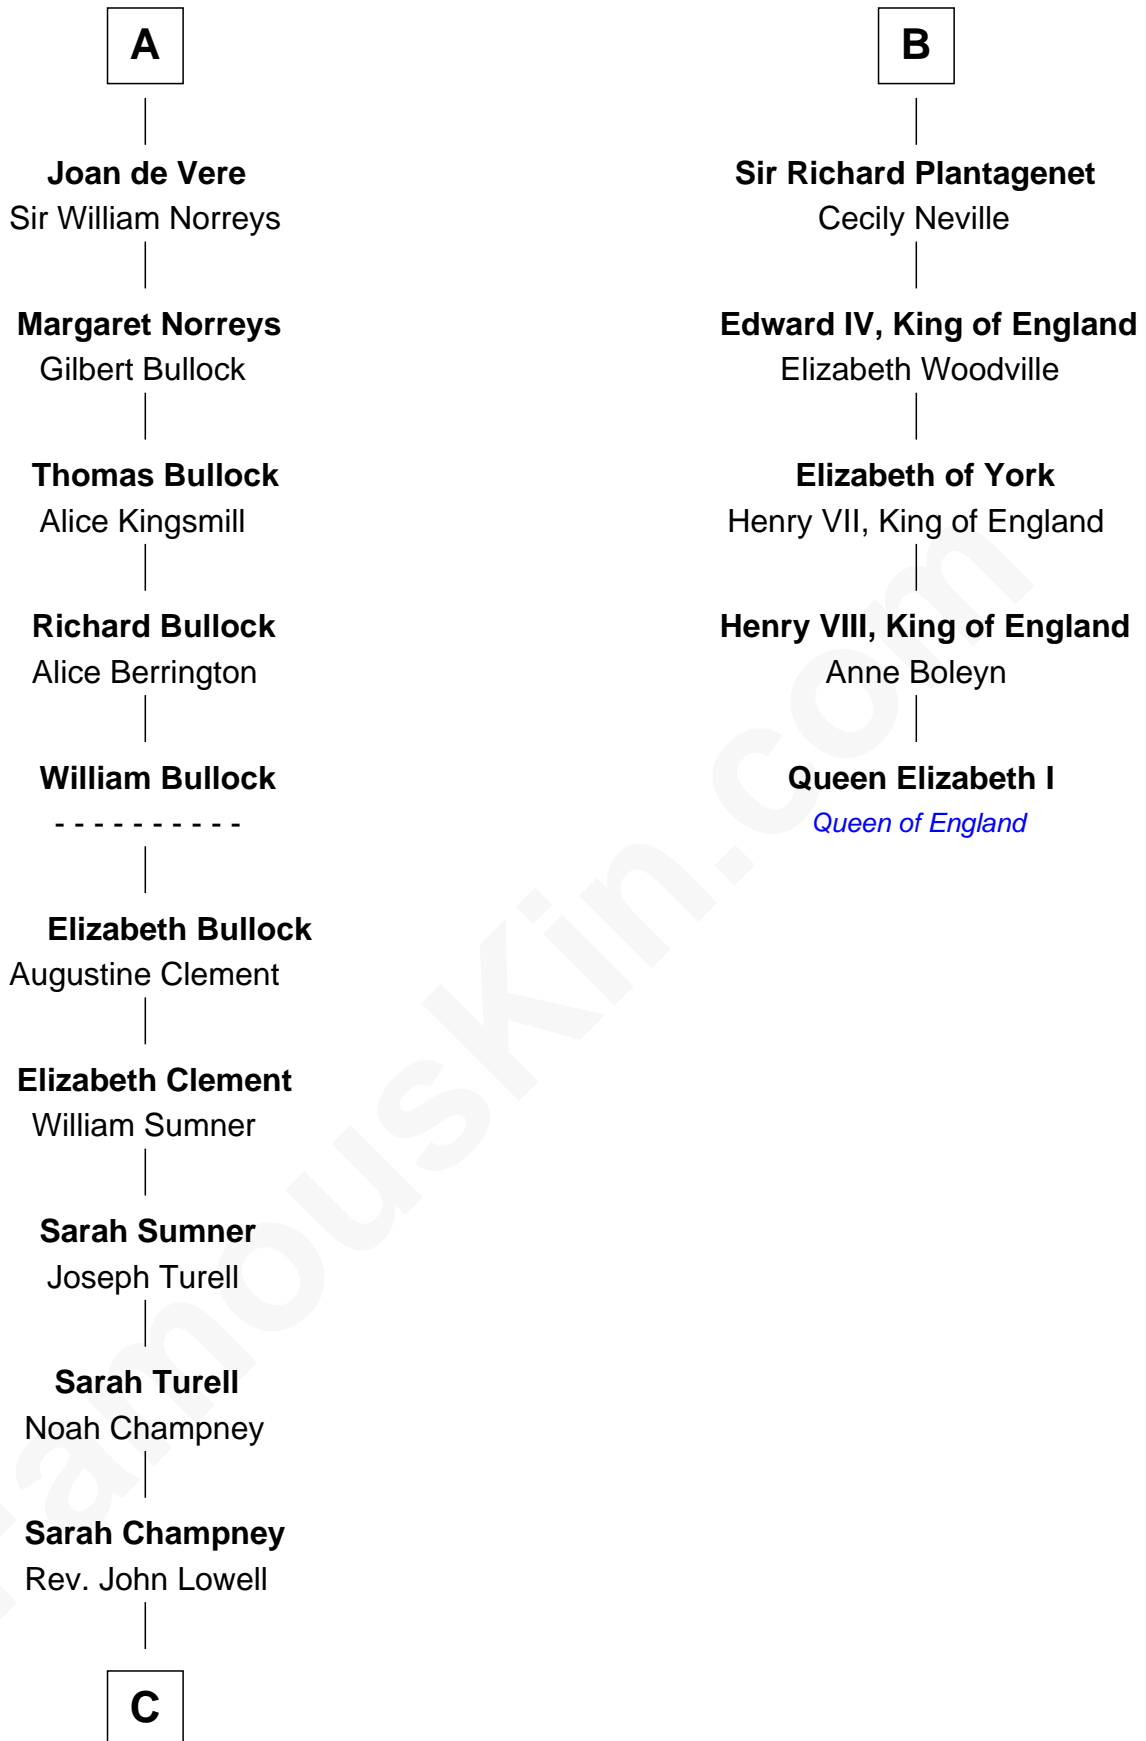 A
Joan de Vere
Sir William Norreys
Margaret Norreys
Gilbert Bullock
Thomas Bullock
Alice Kingsmill
Richard Bullock
Alice Berrington
William Bullock
- - - - - - - - - -
Elizabeth Bullock
Augustine Clement
Elizabeth Clement
William Sumner
Sarah Sumner
Joseph Turell
Sarah Turell
Noah Champney
Sarah Champney
Rev. John Lowell
C
B
Sir Richard Plantagenet
Cecily Neville
Edward IV, King of England
Elizabeth Woodville
Elizabeth of York
Henry VII, King of England
Henry VIII, King of England
Anne Boleyn
Queen Elizabeth I
Queen of England
FamousKin.com